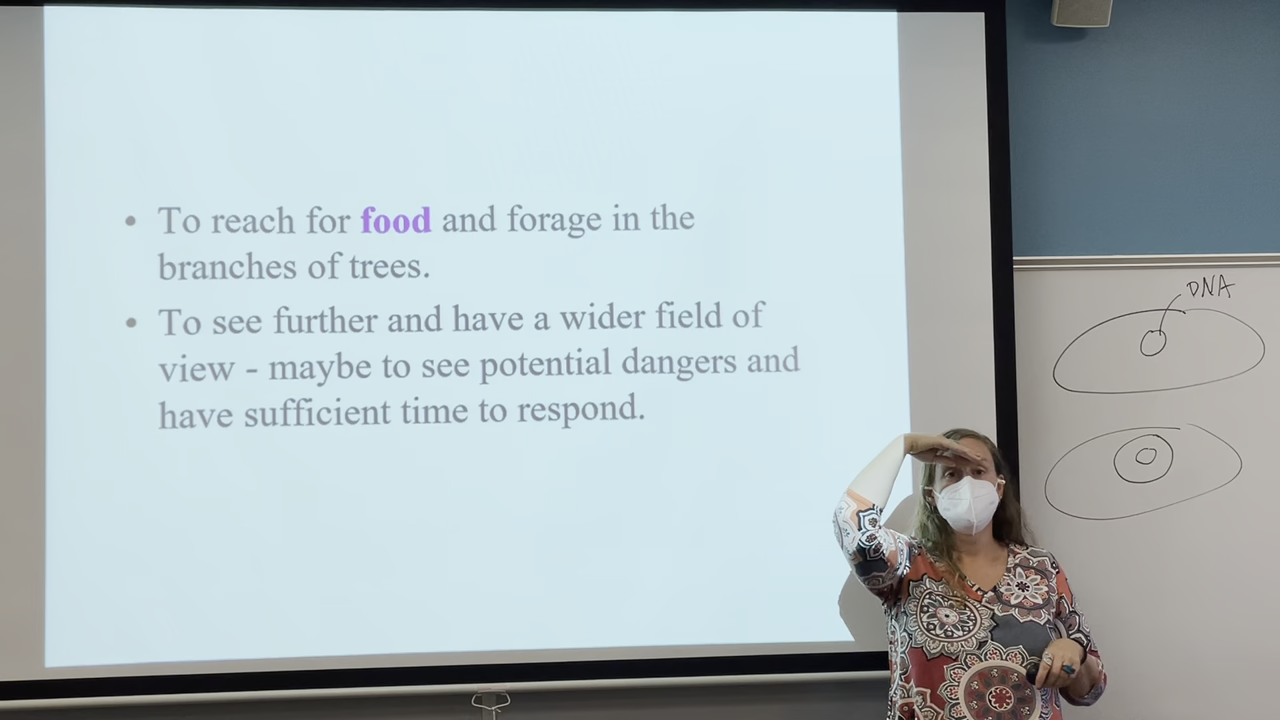 • To reach for food and forage in the
branches of trees.
• To see further and have a wider field of
view - maybe to see potential dangers and
have sufficient time to respond.
DNA